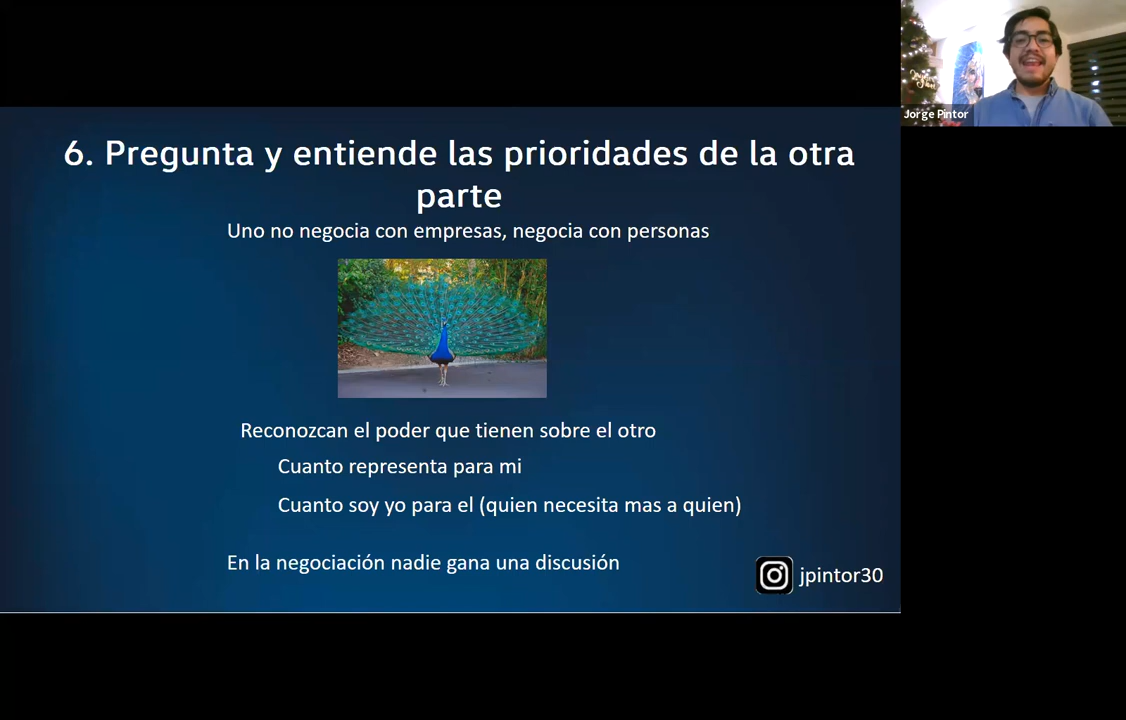 Jorge Pintor
6. Pregunta y entiende las prioridades de la otra
parte
Uno no negocia con empresas, negocia con personas
Reconozcan el poder que tienen sobre el otro
Cuanto representa para mi
Cuanto soy yo para el (quien necesita mas a quien)
En la negociación nadie gana una discusión
jpintor30